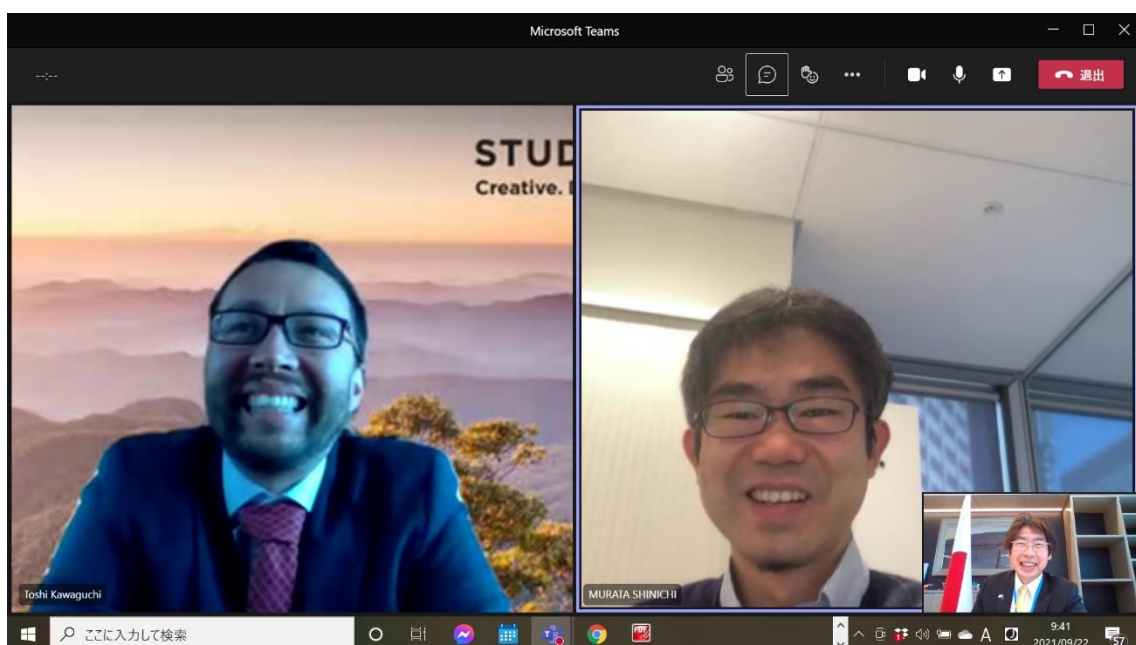 Microsoft Teams
--:--
退出
STUD
Creative.
Toshi Kawaguchi
MURATA SHINICHI
ここに入力して検索
A
9:41
2021/09/22
57